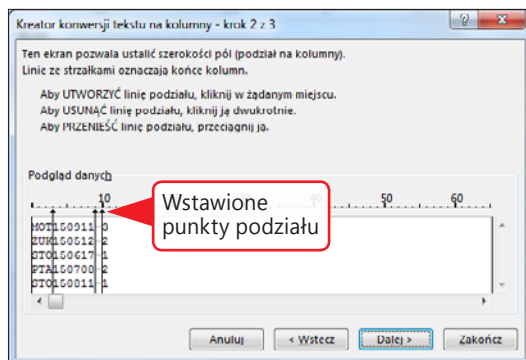 Kreator konwersji tekstu na kolumny - krok 2 z 3
Ten ekran pozwala ustalić szerokości pól (podział na kolumny).
Linie ze strzałkami oznaczają końce kolumn.
Aby UTWORZYĆ linię podziału, kliknij w żądanym miejscu.
Aby USUNĄĆ linię podziału, kliknij ją dwukrotnie.
Aby PRZENIEŚĆ linię podziału, przeciągnij ją.
Podgląd danych
10 40 50 60
Wstawione
punkty podziału
MOT150911-3
ZUK150512-2
STO150617-1
PTA150700-2
STO150811-1
Anuluj < Wstecz Dalej > Zakończ